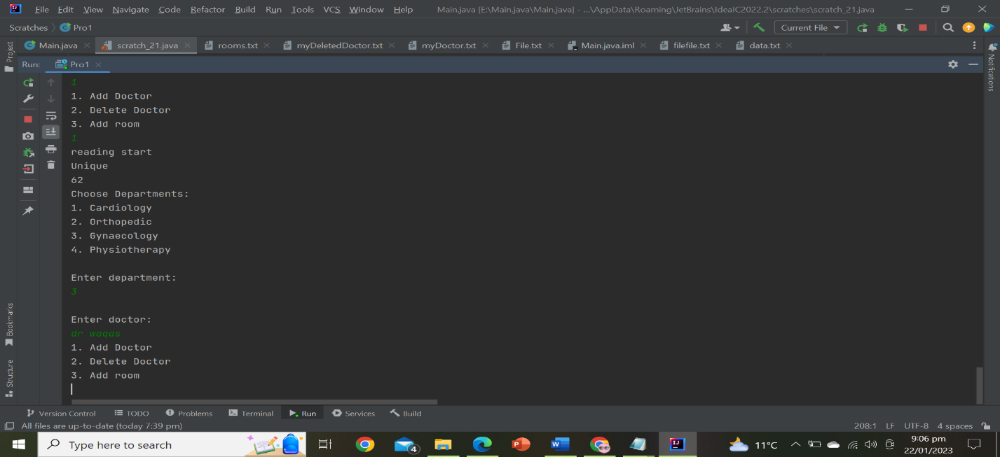 File Edit View Navigate Code Refactor Build Run Tools VCS Window Help Main.java [E:\Main.java\Main.java] - ...\AppData\Roaming\JetBrains\IdeaIC2022.2\scratches\scratch_21.java
Scratches Pro1 Current File
Main.java scratch_21.java rooms.txt myDeletedDoctor.txt myDoctor.txt File.txt Main.java.iml filefile.txt data.txt
Project
Notifications
Run: Pro1
1
1. Add Doctor
2. Delete Doctor
3. Add room
1
reading start
Unique
62
Choose Departments:
1. Cardiology
2. Orthopedic
3. Gynaecology
4. Physiotherapy
Enter department:
3
Enter doctor:
dr waqas
1. Add Doctor
2. Delete Doctor
3. Add room
Bookmarks
Structure
Version Control TODO Problems Terminal Run Services Build
All files are up-to-date (today 7:39 pm) 208:1 LF UTF-8 4 spaces
Type here to search 4 11°C 9:06 pm
22/01/2023